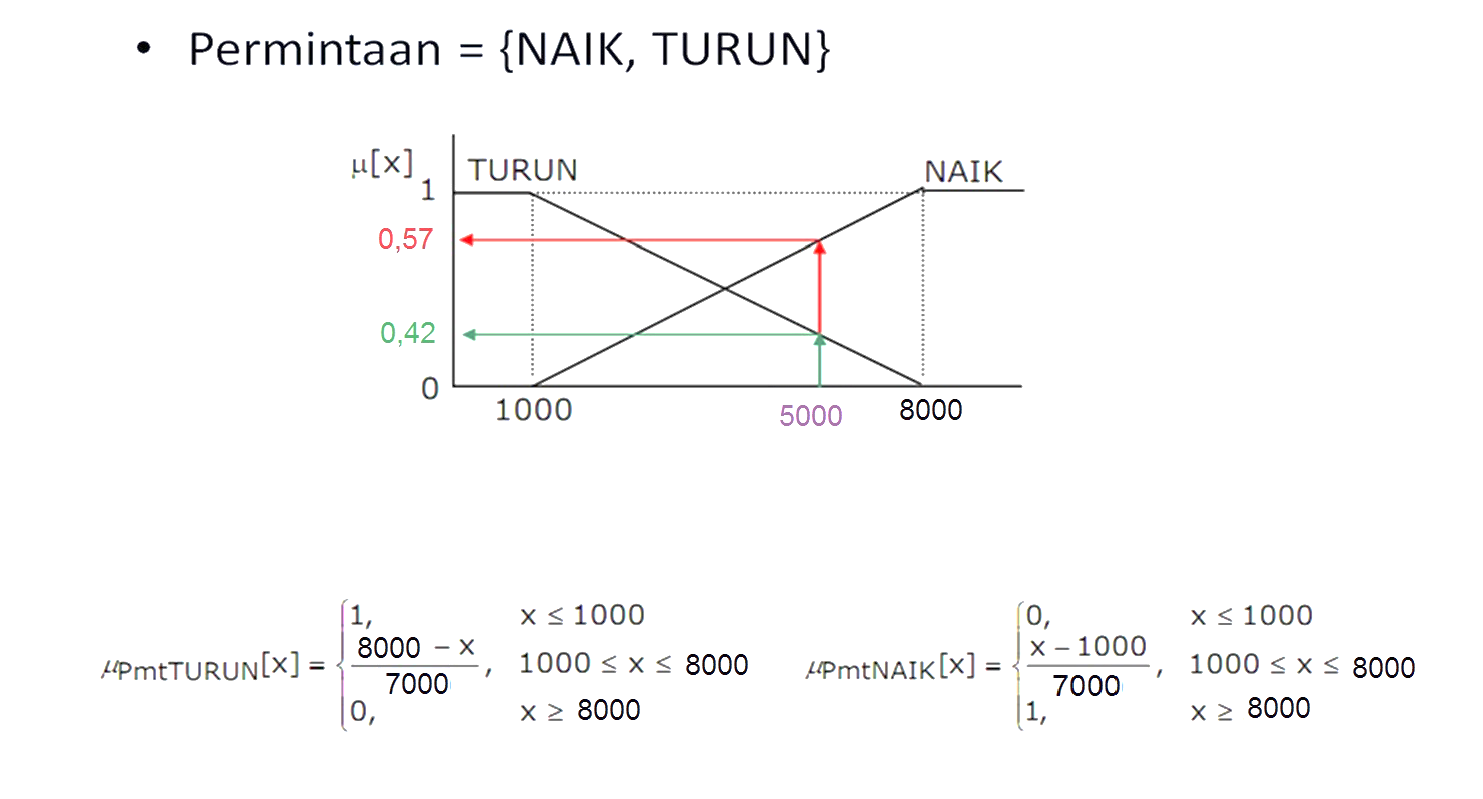 • Permintaan = {NAIK, TURUN}
μ[x]
TURUN
NAIK
1
0,57
0,42
0
1000
5000
8000
μPmtTURUN[x] = { 1, x ≤ 1000
8000 − x / 7000 , 1000 ≤ x ≤ 8000
0, x ≥ 8000
μPmtNAIK[x] = { 0, x ≤ 1000
x − 1000 / 7000 , 1000 ≤ x ≤ 8000
1, x ≥ 8000